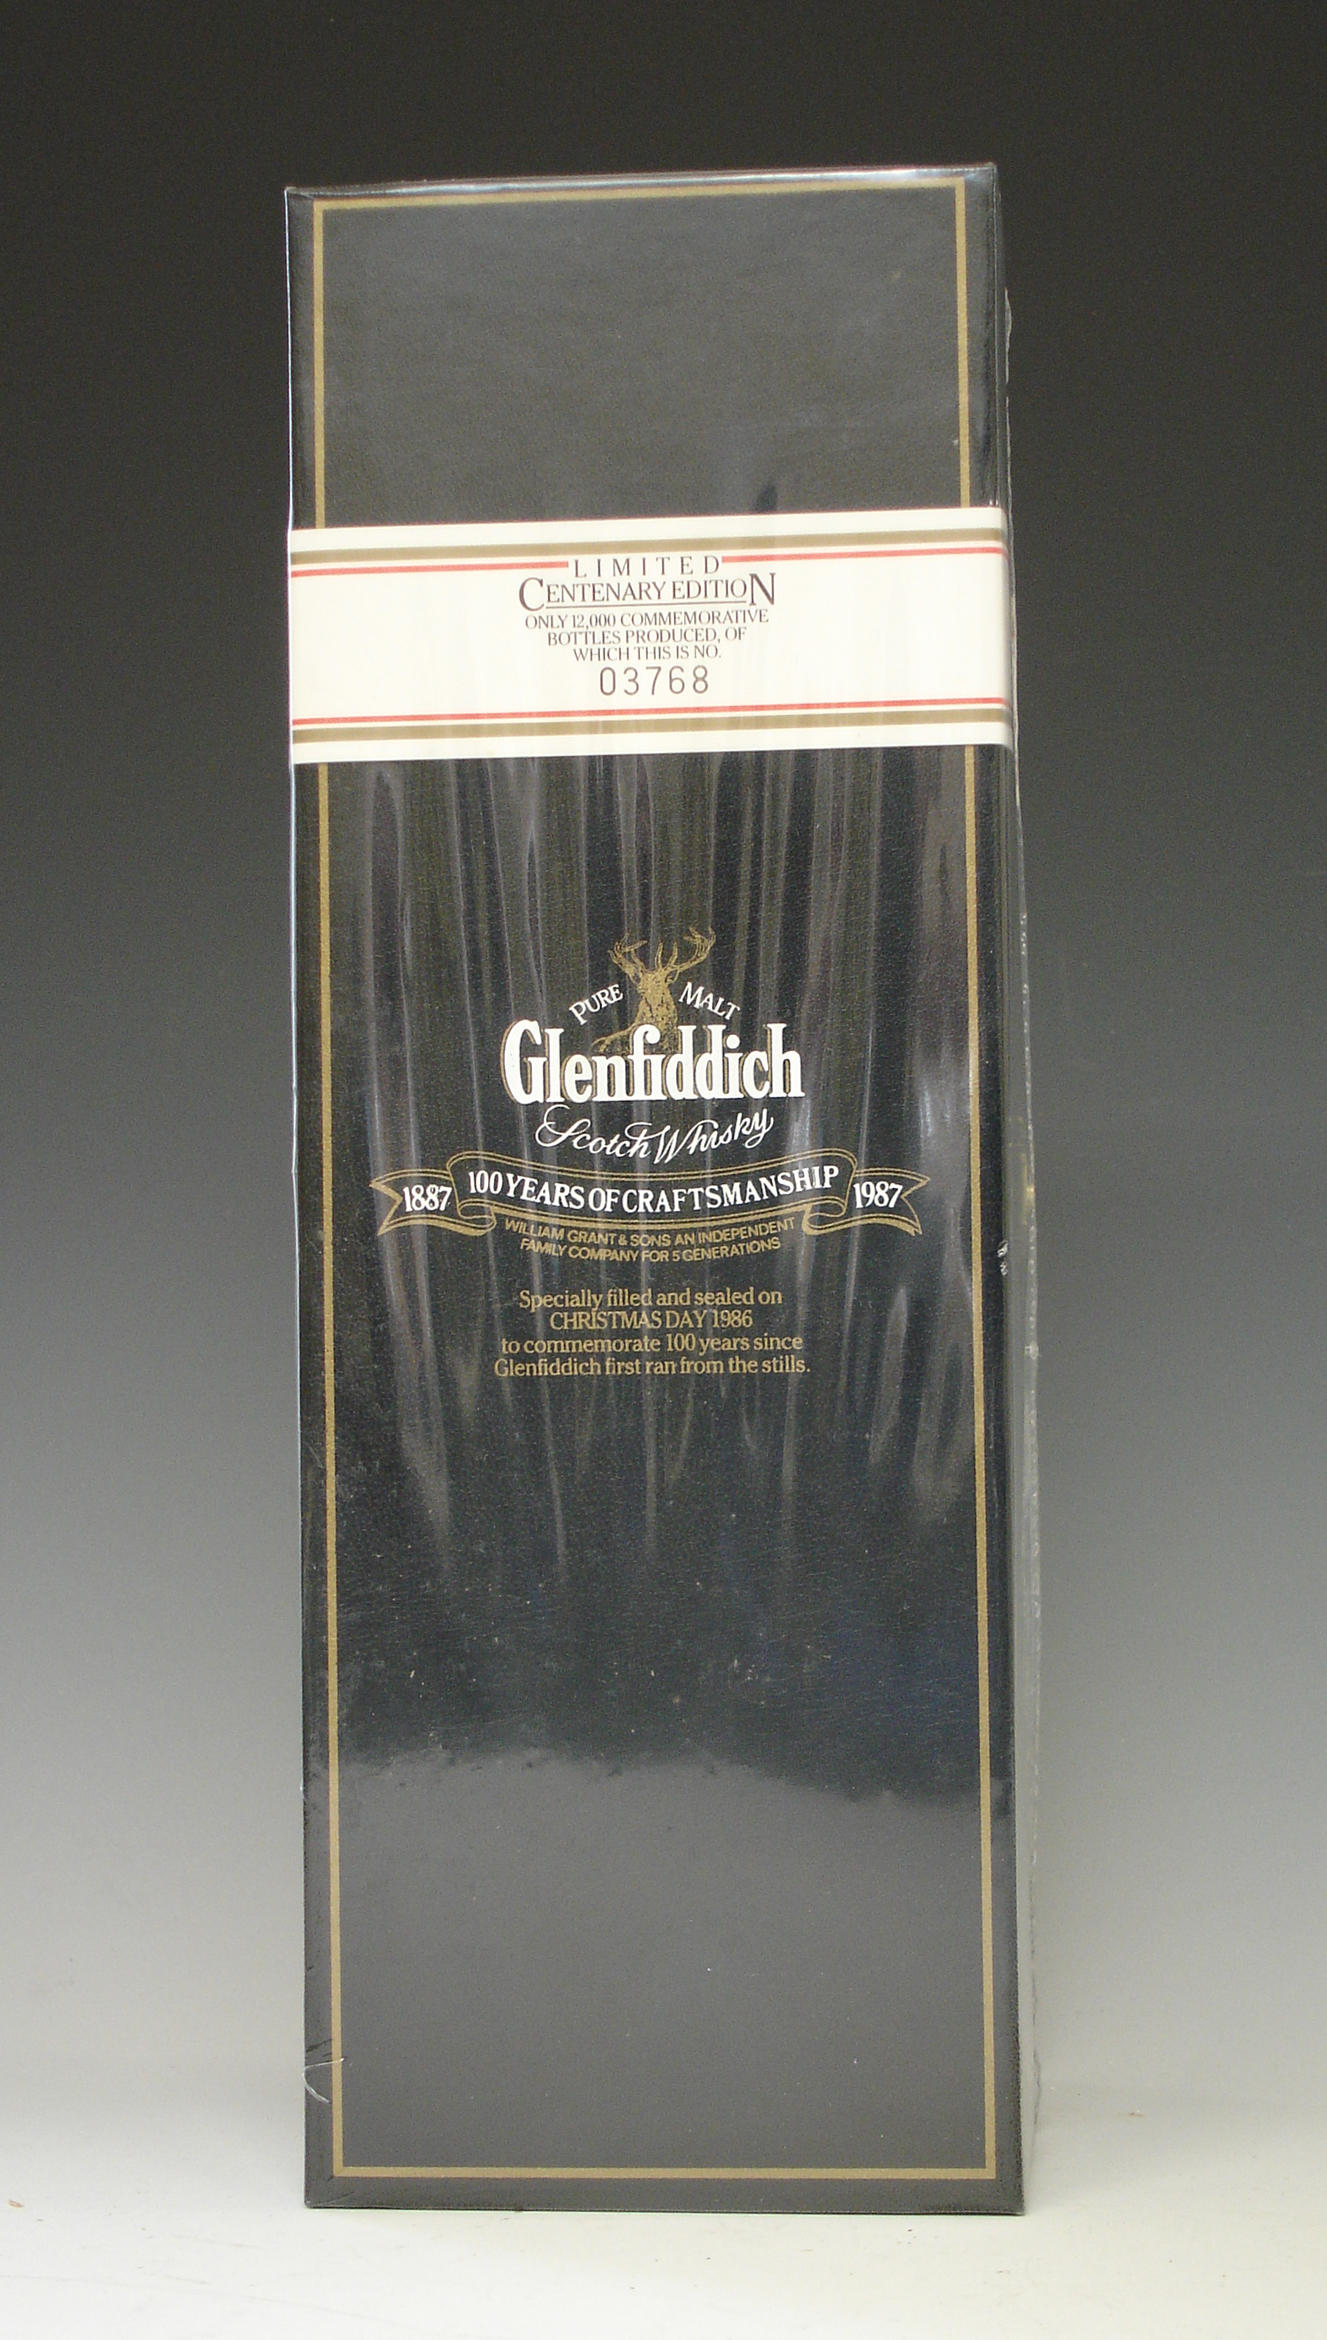 LIMITED
CENTENARY EDITION
ONLY 12,000 COMMEMORATIVE
BOTTLES PRODUCED, OF
WHICH THIS IS NO.
03768
PURE MALT
Glenfiddich
Scotch Whisky
1887 100 YEARS OF CRAFTSMANSHIP 1987
WILLIAM GRANT & SONS AN INDEPENDENT
FAMILY COMPANY FOR 5 GENERATIONS
Specially filled and sealed on
CHRISTMAS DAY 1986
to commemorate 100 years since
Glenfiddich first ran from the stills.